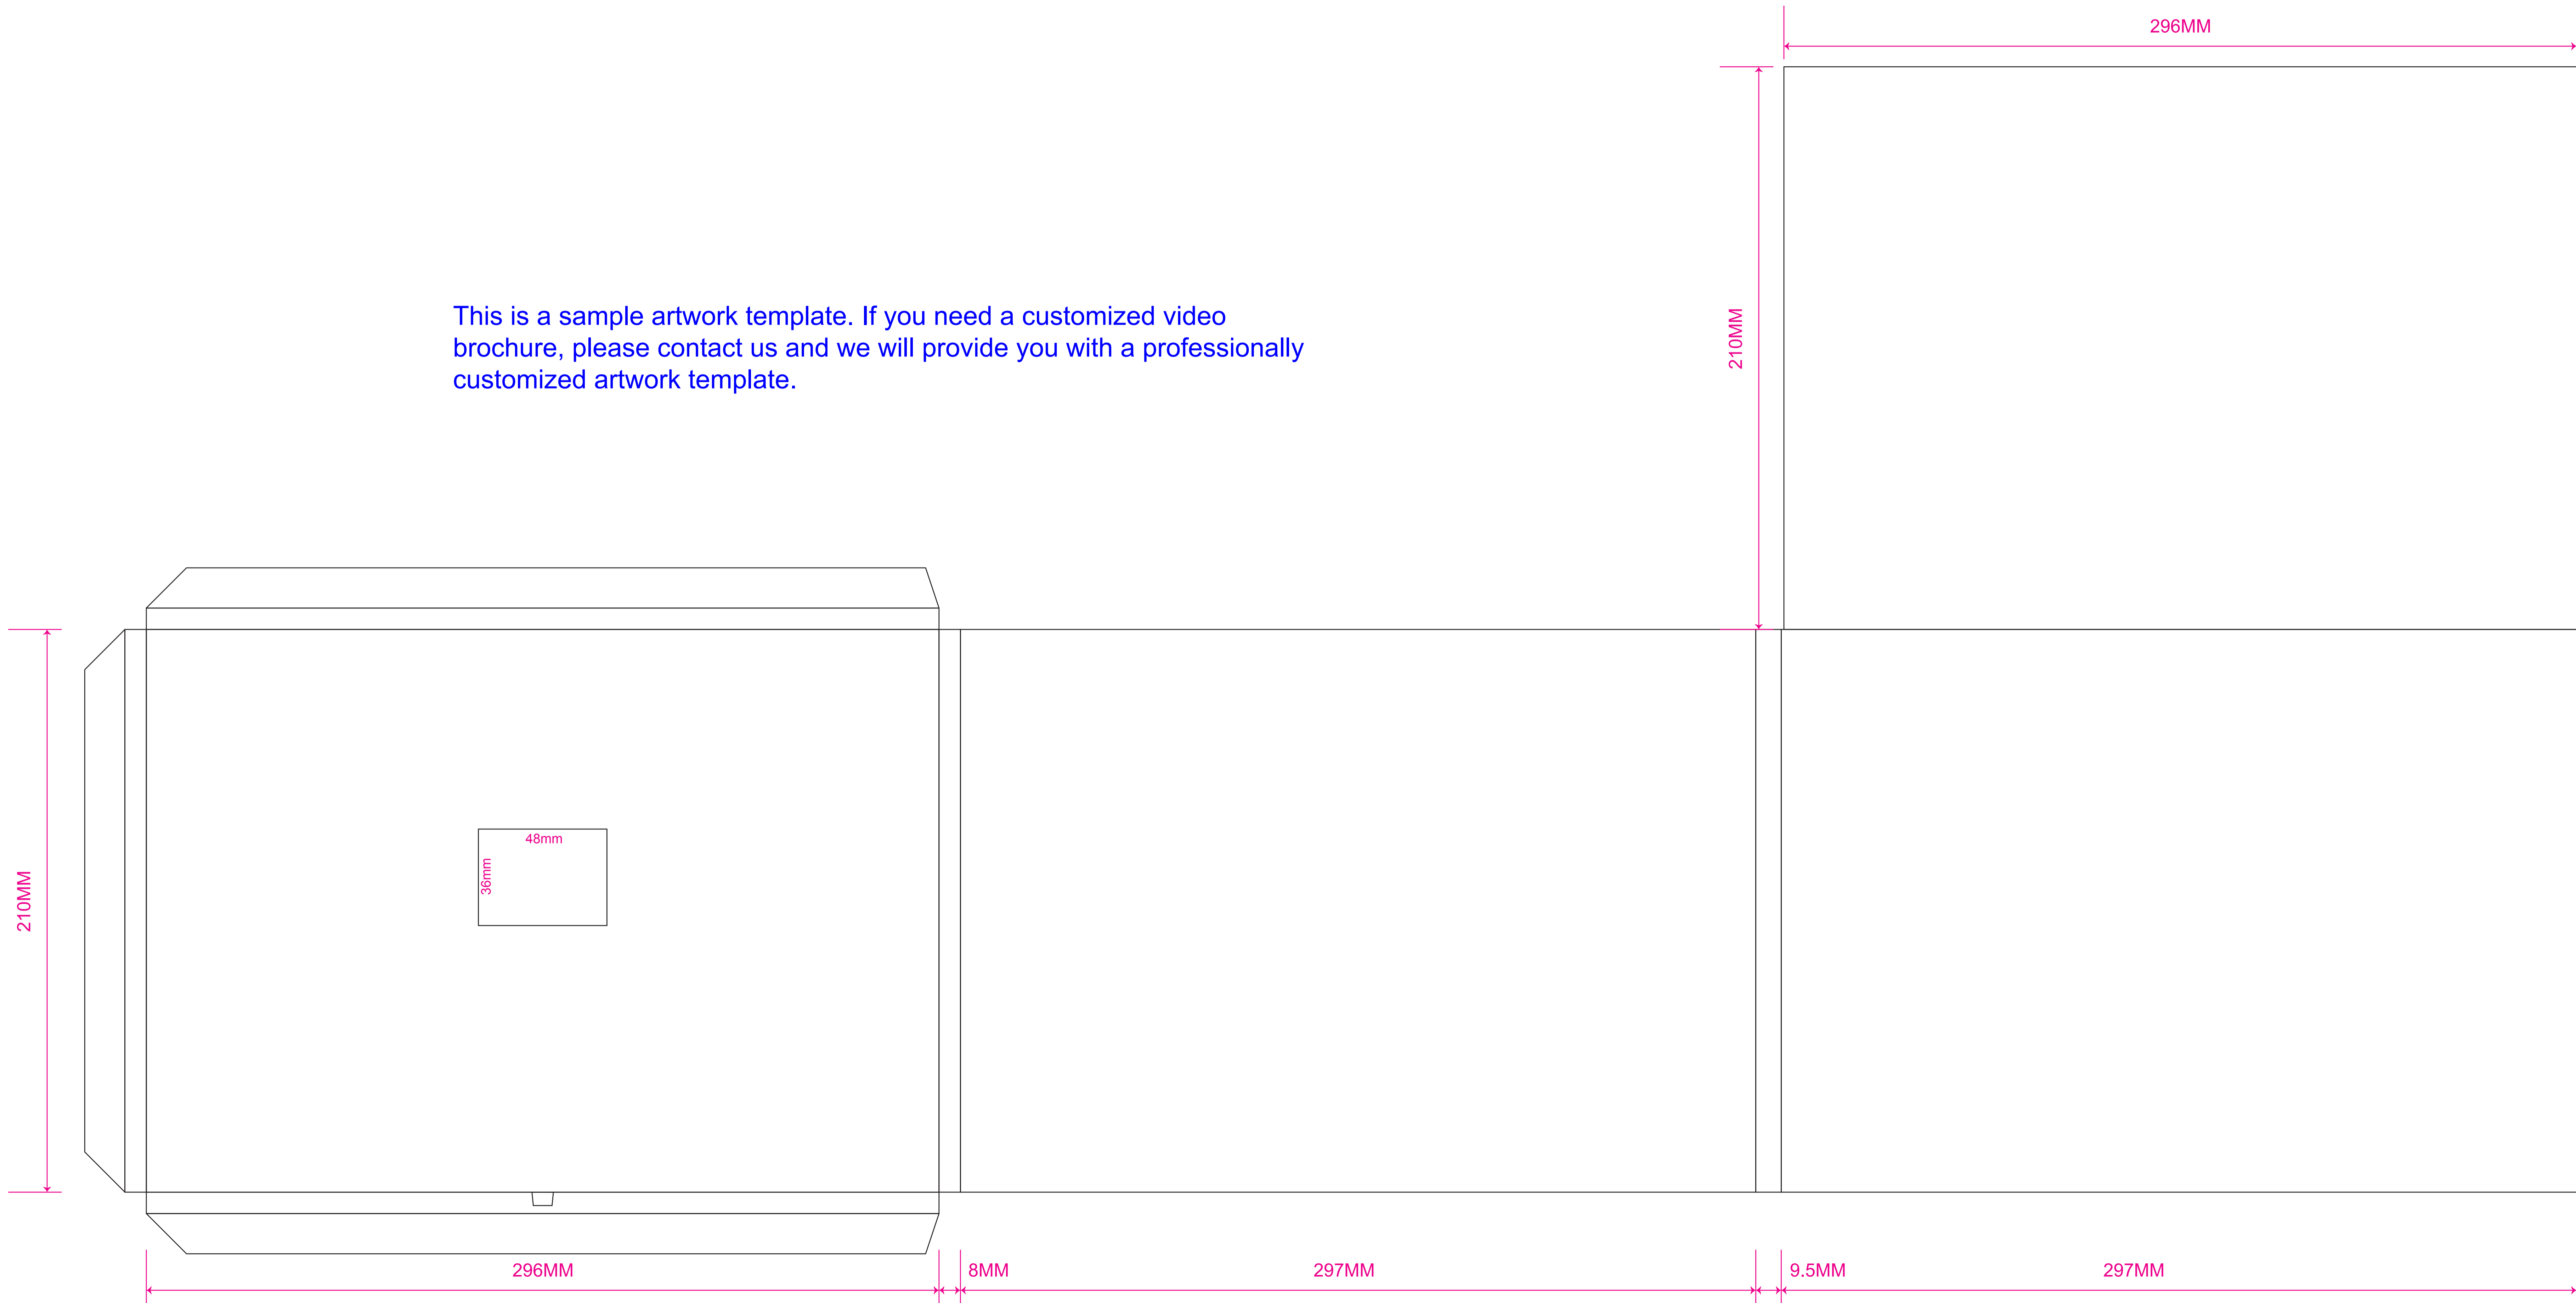 296MM
210MM
This is a sample artwork template. If you need a customized video
brochure, please contact us and we will provide you with a professionally
customized artwork template.
48mm
36mm
210MM
296MM
8MM
297MM
9.5MM
297MM